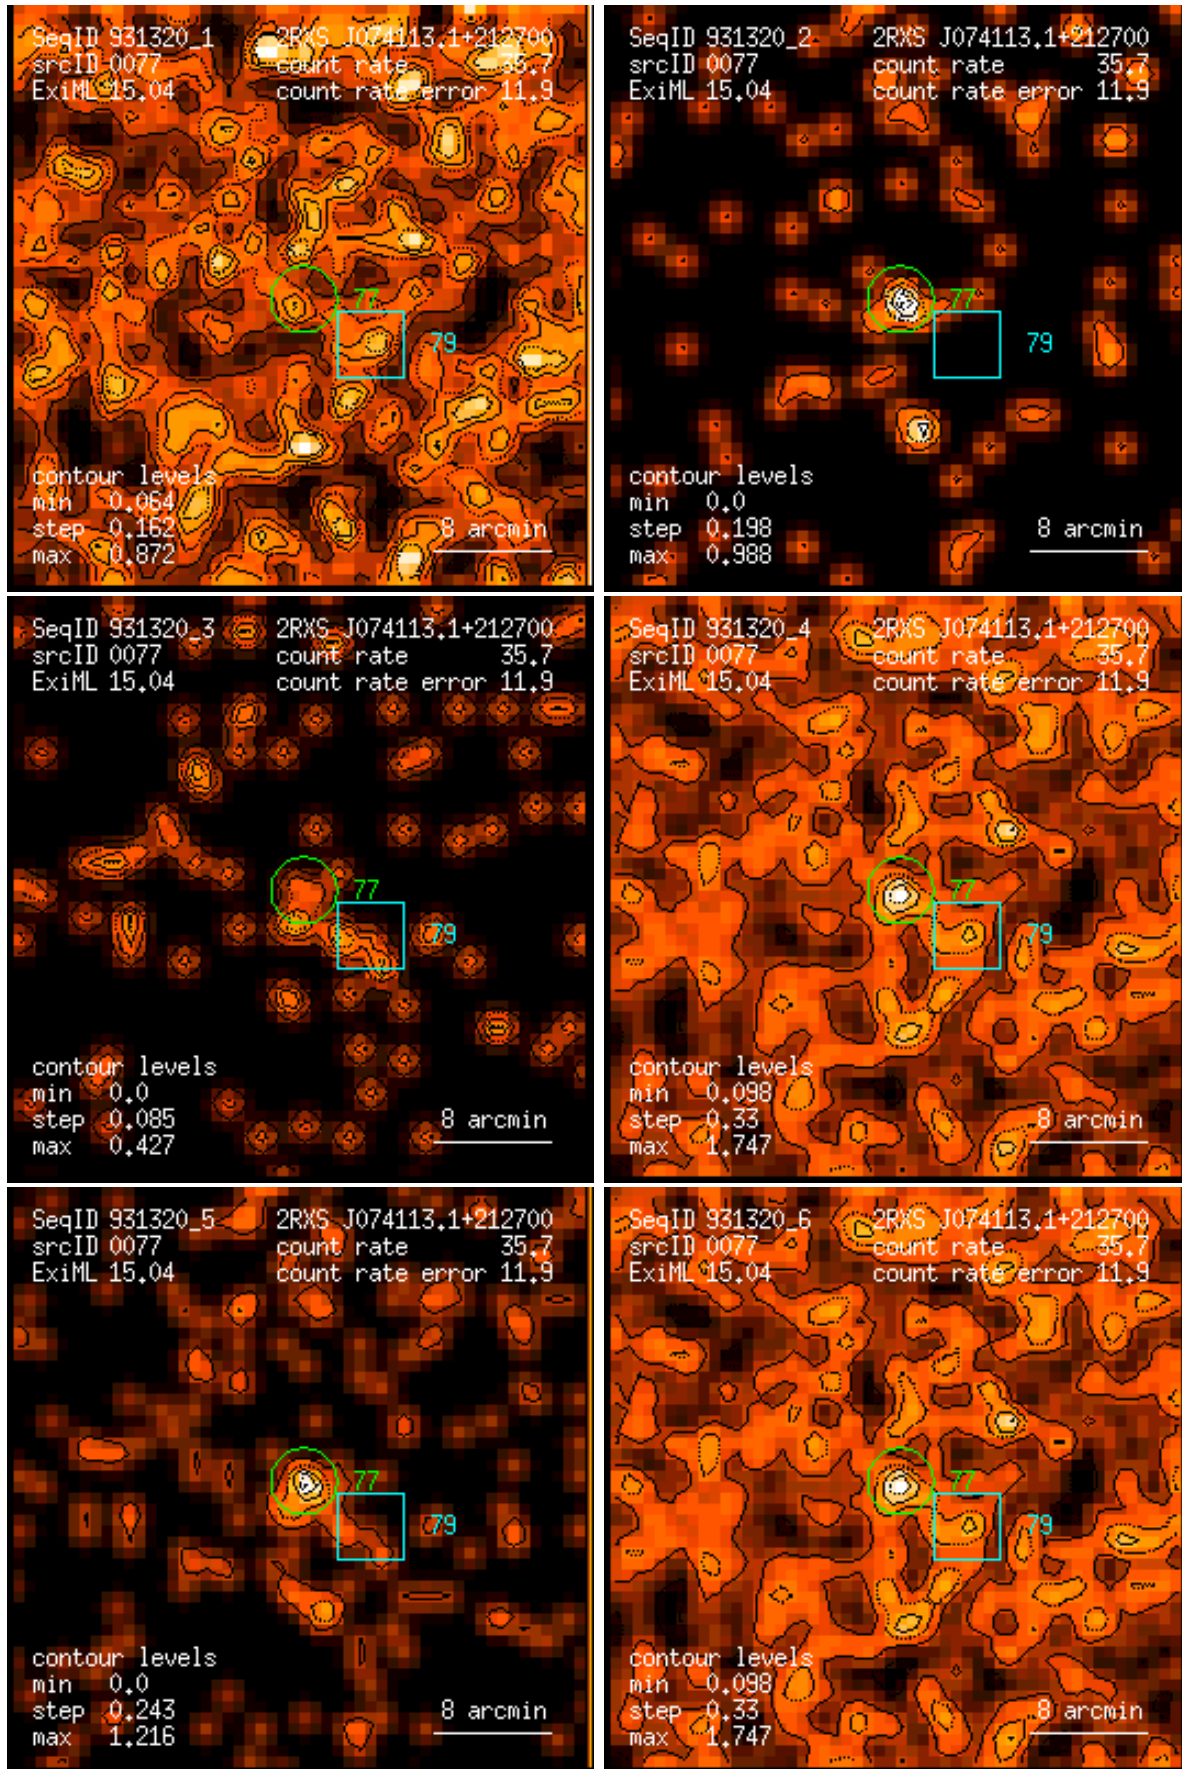 SeqID 931320_1 2RXS J074113.1+212700
srcID 0077 count rate 35.7
ExiML 15.04 count rate error 11.9
77
79
contour levels
min 0.064
step 0.162 8 arcmin
max 0.872
SeqID 931320_2 2RXS J074113.1+212700
srcID 0077 count rate 35.7
ExiML 15.04 count rate error 11.9
77
79
contour levels
min 0.0
step 0.198 8 arcmin
max 0.988
SeqID 931320_3 2RXS J074113.1+212700
srcID 0077 count rate 35.7
ExiML 15.04 count rate error 11.9
77
79
contour levels
min 0.0
step 0.085 8 arcmin
max 0.427
SeqID 931320_4 2RXS J074113.1+212700
srcID 0077 count rate 35.7
ExiML 15.04 count rate error 11.9
77
79
contour levels
min 0.098
step 0.33 8 arcmin
max 1.747
SeqID 931320_5 2RXS J074113.1+212700
srcID 0077 count rate 35.7
ExiML 15.04 count rate error 11.9
77
79
contour levels
min 0.0
step 0.243 8 arcmin
max 1.216
SeqID 931320_6 2RXS J074113.1+212700
srcID 0077 count rate 35.7
ExiML 15.04 count rate error 11.9
77
79
contour levels
min 0.098
step 0.33 8 arcmin
max 1.747